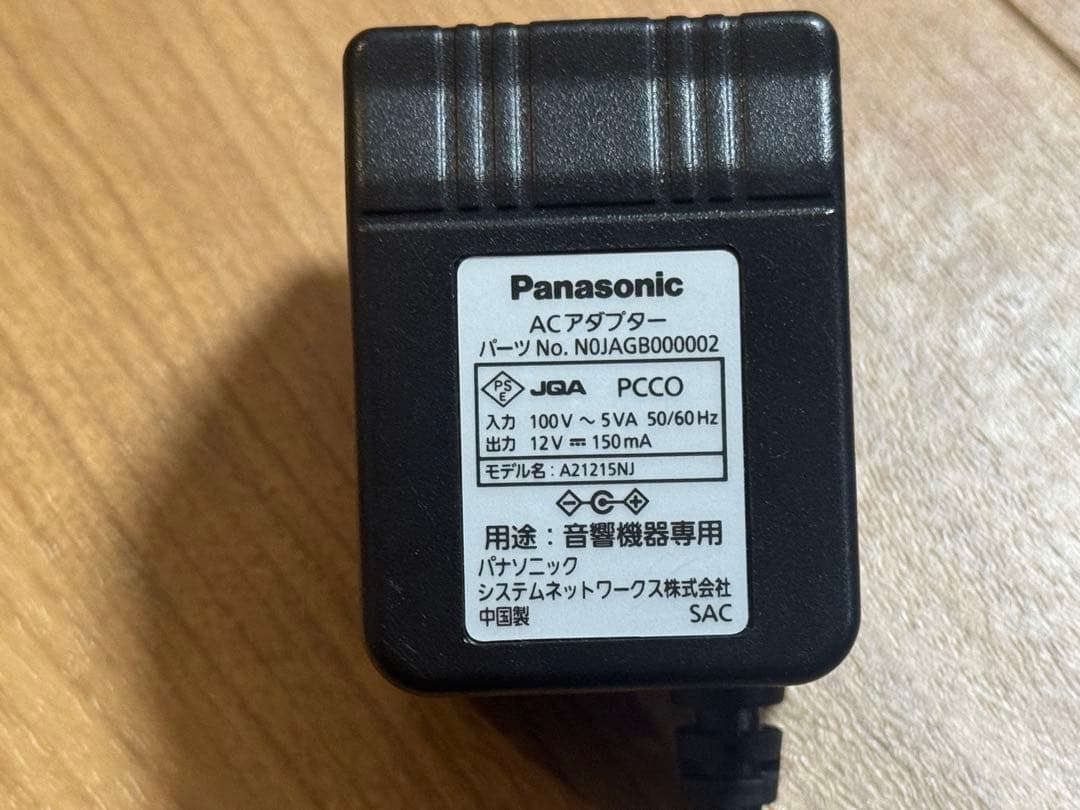 Panasonic
ACアダプター
パーツNo. N0JAGB000002
PSE JQA PCCO
入力 100V ～ 5VA 50/60Hz
出力 12V ⎓ 150mA
モデル名：A21215NJ
用途：音響機器専用
パナソニック
システムネットワークス株式会社
中国製 SAC